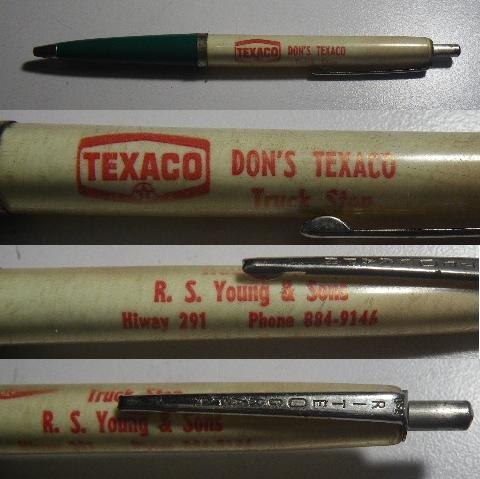 TEXACO
DON'S TEXACO
TEXACO
DON'S TEXACO
Truck Stop
R. S. Young & Sons
Hiway 291 Phone 884-9146
Truck Stop
R. S. Young & Sons
RITE